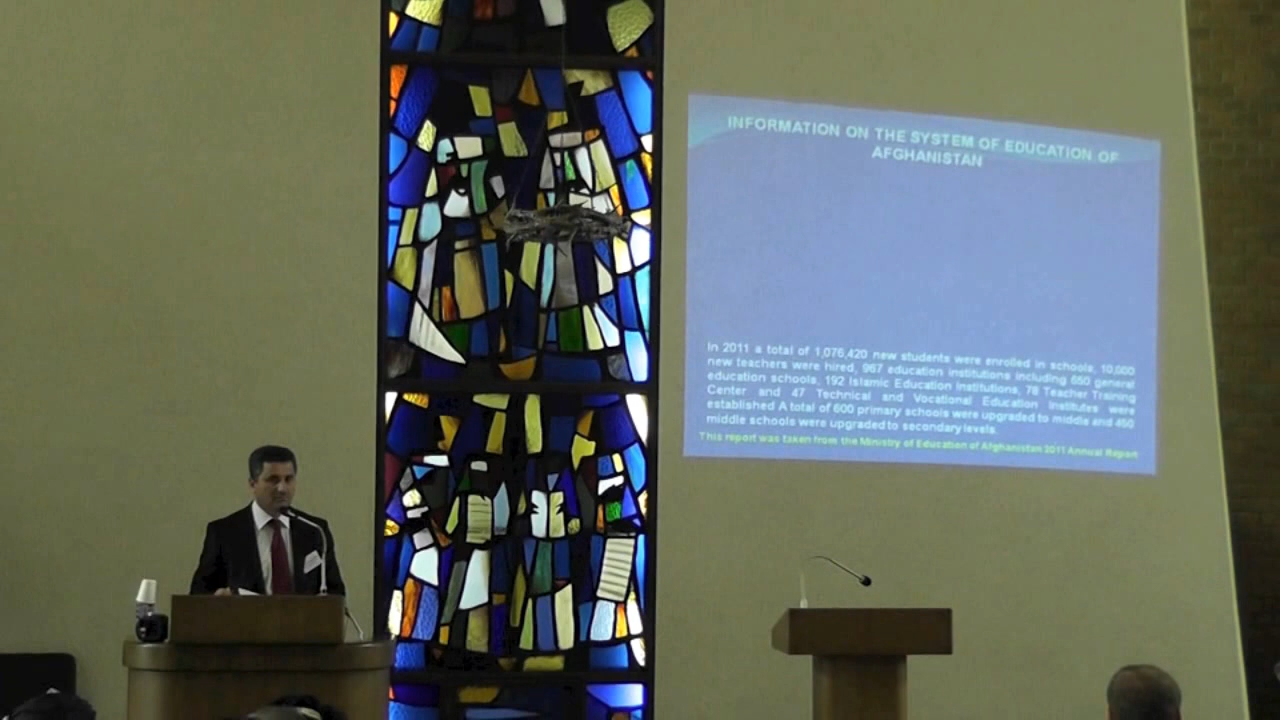 INFORMATION ON THE SYSTEM OF EDUCATION OF
AFGHANISTAN
In 2011 a total of 1,076,420 new students were enrolled in schools, 10,000
new teachers were hired, 967 education institutions including 650 general
education schools, 192 Islamic Education Institutions, 78 Teacher Training
Center and 47 Technical and Vocational Education Institutes were
established A total of 600 primary schools were upgraded to middle and 450
middle schools were upgraded to secondary levels.
This report was taken from the Ministry of Education of Afghanistan 2011 Annual Report